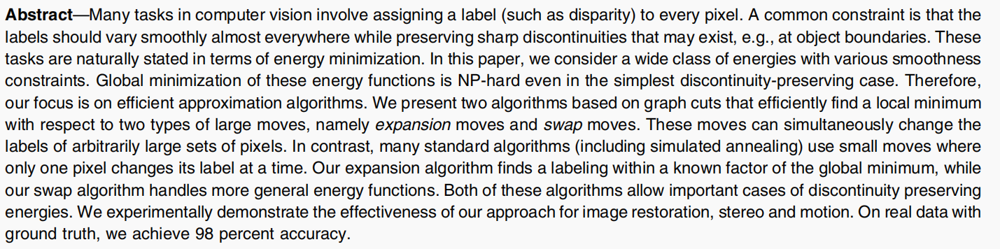 Abstract—Many tasks in computer vision involve assigning a label (such as disparity) to every pixel. A common constraint is that the
labels should vary smoothly almost everywhere while preserving sharp discontinuities that may exist, e.g., at object boundaries. These
tasks are naturally stated in terms of energy minimization. In this paper, we consider a wide class of energies with various smoothness
constraints. Global minimization of these energy functions is NP-hard even in the simplest discontinuity-preserving case. Therefore,
our focus is on efficient approximation algorithms. We present two algorithms based on graph cuts that efficiently find a local minimum
with respect to two types of large moves, namely expansion moves and swap moves. These moves can simultaneously change the
labels of arbitrarily large sets of pixels. In contrast, many standard algorithms (including simulated annealing) use small moves where
only one pixel changes its label at a time. Our expansion algorithm finds a labeling within a known factor of the global minimum, while
our swap algorithm handles more general energy functions. Both of these algorithms allow important cases of discontinuity preserving
energies. We experimentally demonstrate the effectiveness of our approach for image restoration, stereo and motion. On real data with
ground truth, we achieve 98 percent accuracy.